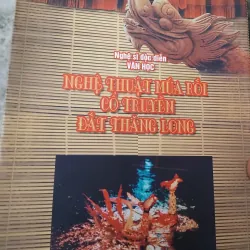 Nghệ sĩ độc diễn
VĂN HỌC
NGHỆ THUẬT MÚA RỐI
CỔ TRUYỀN
ĐẤT THĂNG LONG